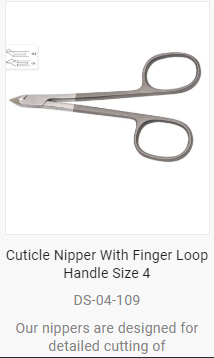 Cuticle Nipper With Finger Loop
Handle Size 4
DS-04-109
Our nippers are designed for
detailed cutting of